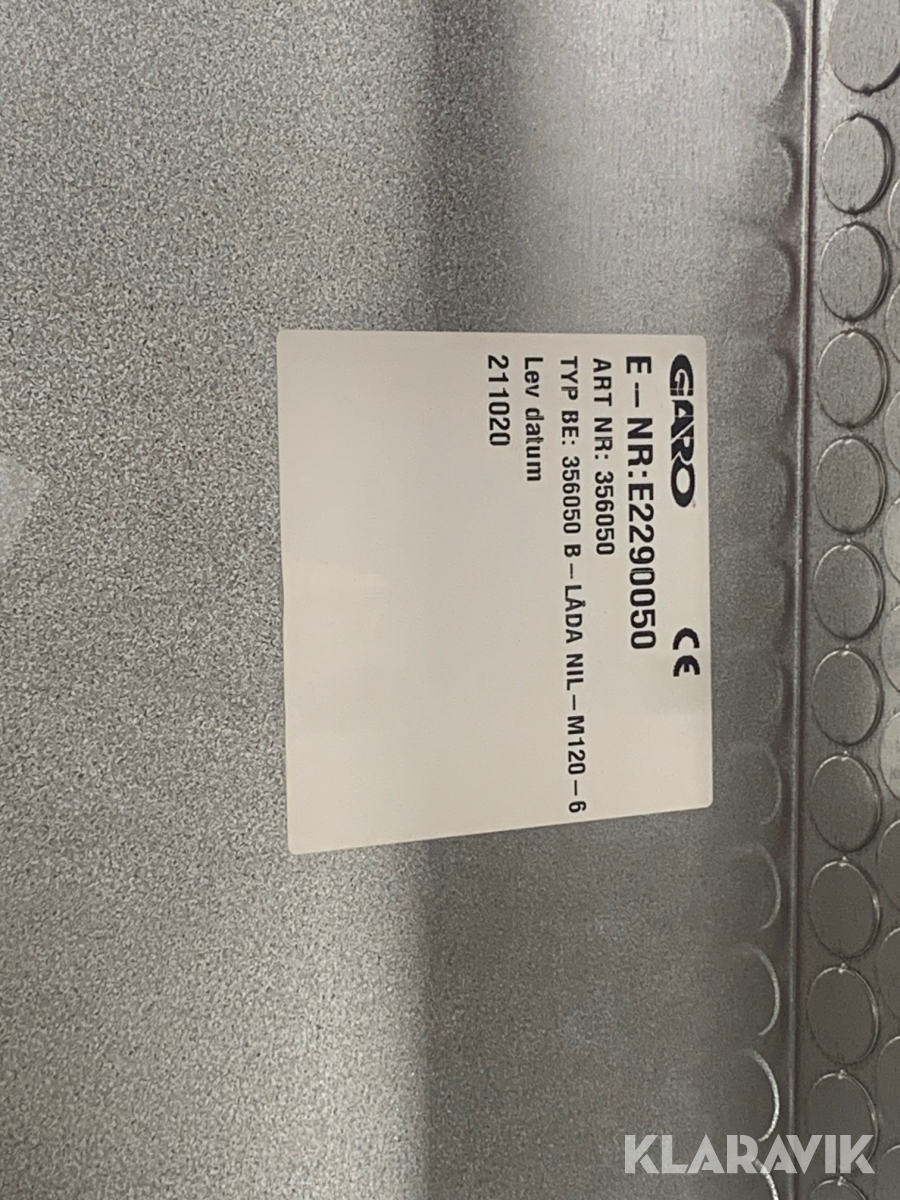 GARO CE
E-NR:E2290050
ART NR: 356050
TYP BE: 356050 B-LÅDA NIL-M120-6
Lev datum
211020
KLARAVIK